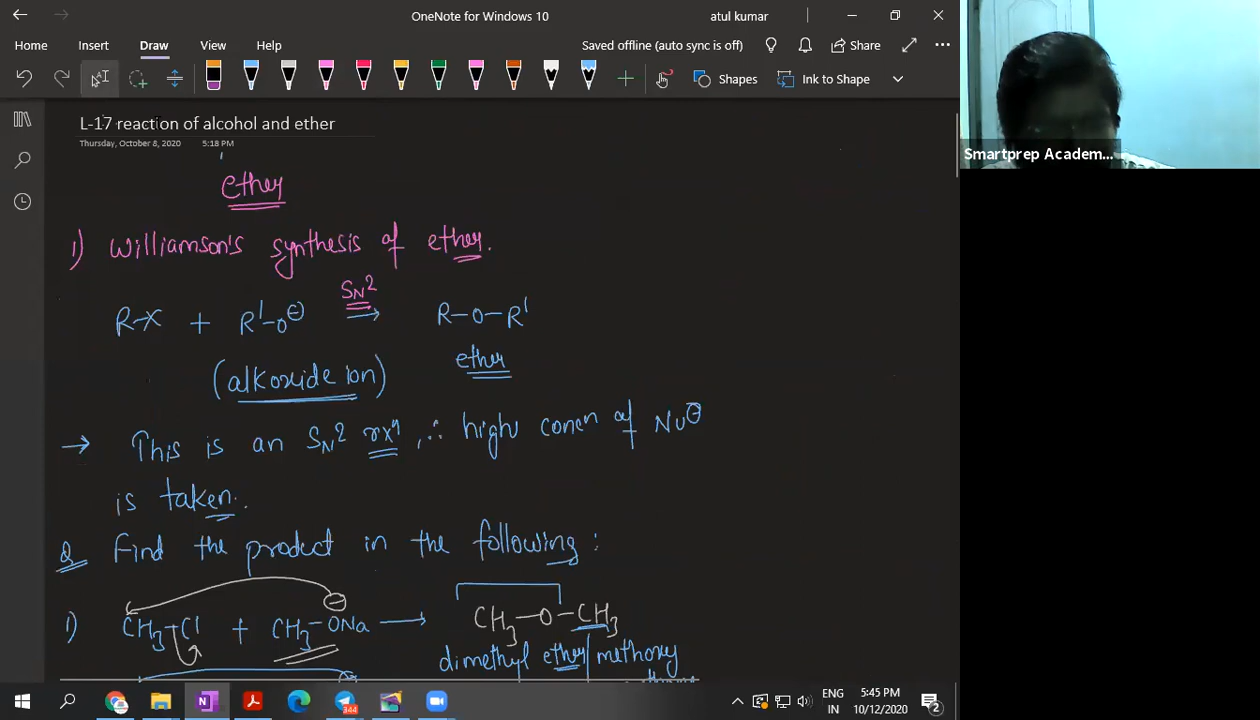 OneNote for Windows 10
atul kumar
Home Insert Draw View Help
Saved offline (auto sync is off)
Share
Shapes
Ink to Shape
L-17 reaction of alcohol and ether
Thursday, October 8, 2020 5:18 PM
Smartprep Academ...
ether
1) Williamson's synthesis of ether.
R-X + R'-O⊖ SN2 → R-O-R'
(alkoxide ion) ether
→ This is an SN2 rxn, ∴ high concn of Nu⊖
is taken.
Q Find the product in the following:
1) CH3-Cl + CH3-ONa → CH3-O-CH3
dimethyl ether/methoxy
344
ENG
IN
5:45 PM
10/12/2020
2